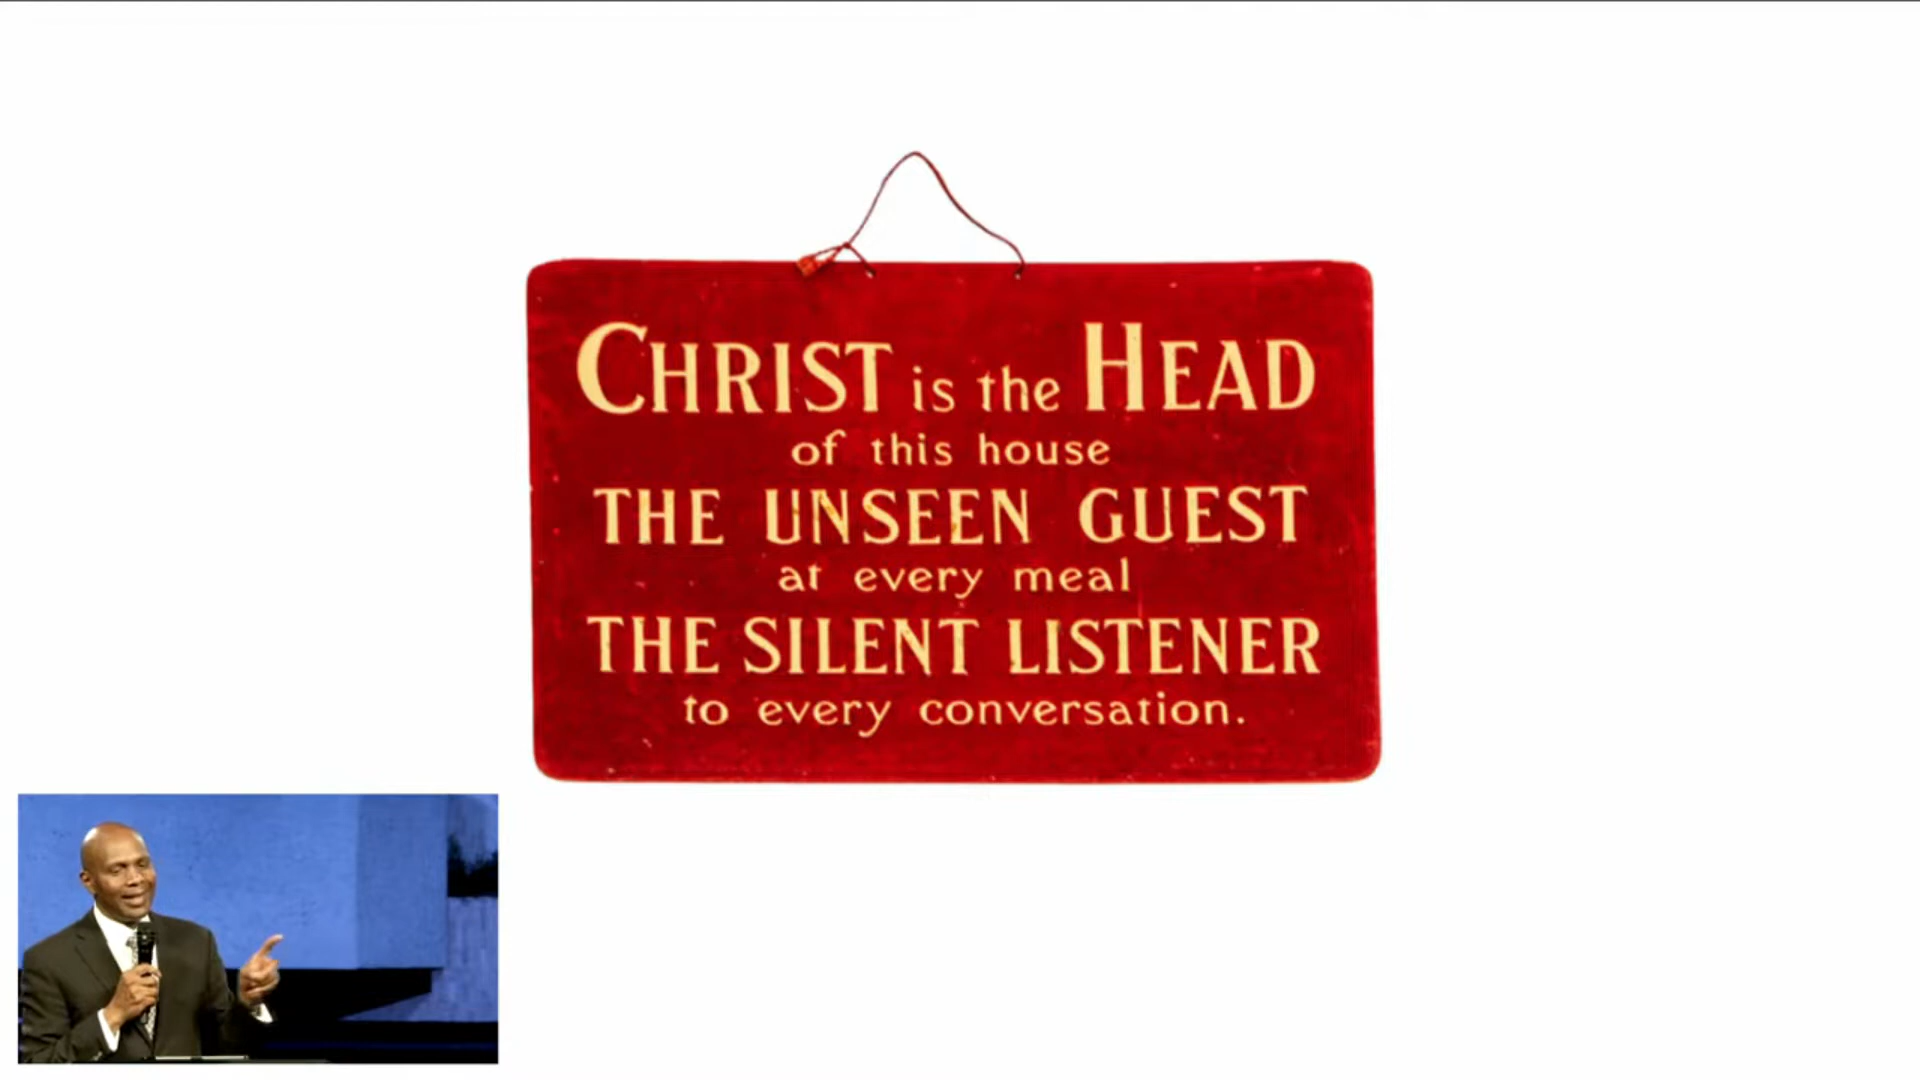 CHRIST is the HEAD
of this house
THE UNSEEN GUEST
at every meal
THE SILENT LISTENER
to every conversation.